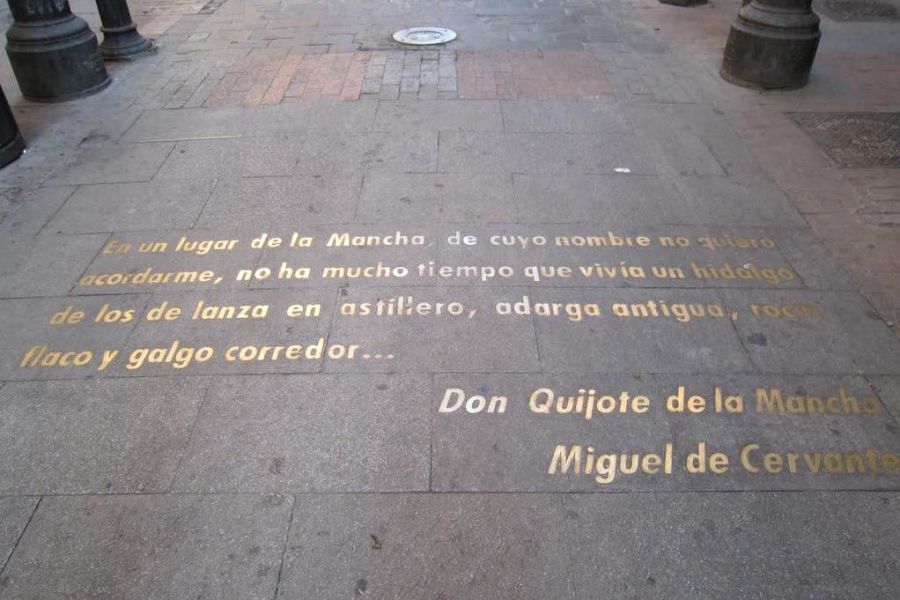 En un lugar de la Mancha, de cuyo nombre no quiero
acordarme, no ha mucho tiempo que vivía un hidalgo
de los de lanza en astillero, adarga antigua, rocín
flaco y galgo corredor...
Don Quijote de la Mancha
Miguel de Cervante